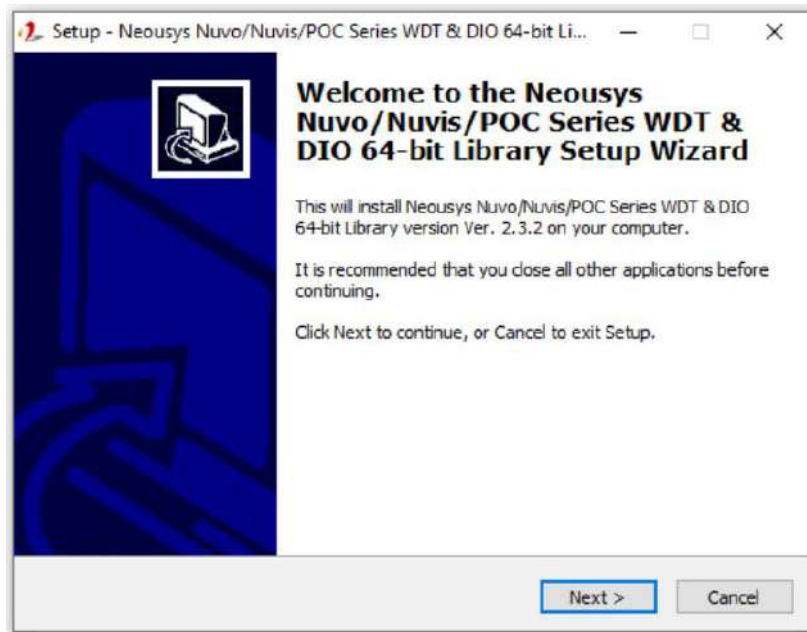 Setup - Neousys Nuvo/Nuvis/POC Series WDT & DIO 64-bit Li...
Welcome to the Neousys
Nuvo/Nuvis/POC Series WDT &
DIO 64-bit Library Setup Wizard
This will install Neousys Nuvo/Nuvis/POC Series WDT & DIO
64-bit Library version Ver. 2.3.2 on your computer.
It is recommended that you close all other applications before
continuing.
Click Next to continue, or Cancel to exit Setup.
Next >
Cancel